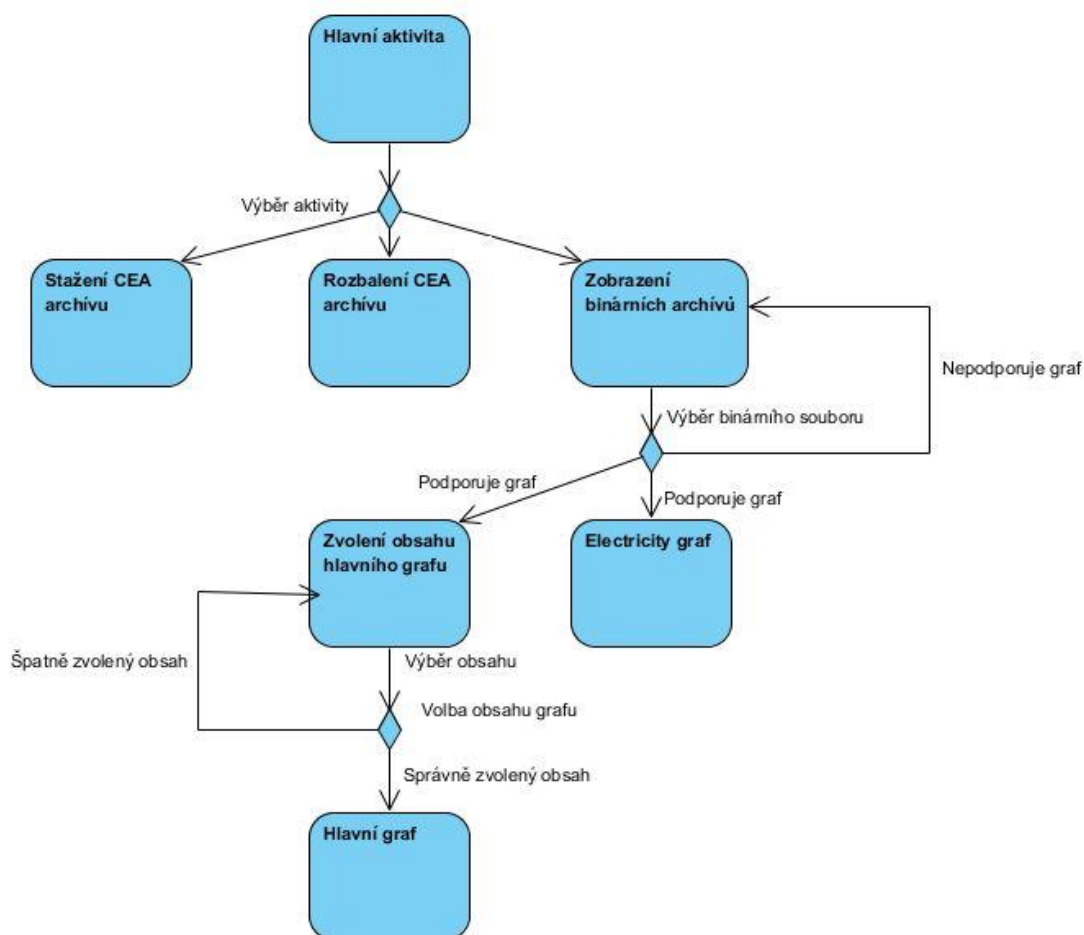 Hlavní aktivita
Výběr aktivity
Stažení CEA
archívu
Rozbalení CEA
archívu
Zobrazení
binárních archívů
Nepodporuje graf
Výběr binárního souboru
Podporuje graf
Podporuje graf
Zvolení obsahu
hlavního grafu
Electricity graf
Špatně zvolený obsah
Výběr obsahu
Volba obsahu grafu
Správně zvolený obsah
Hlavní graf